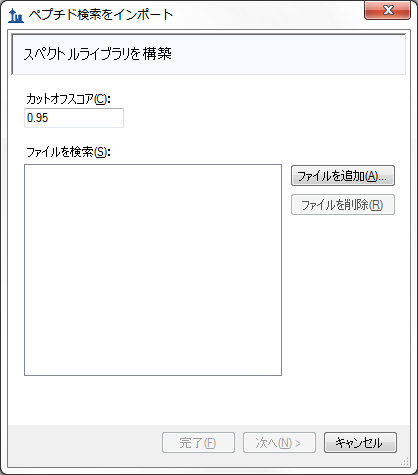 ペプチド検索をインポート
スペクトルライブラリを構築
カットオフスコア(C):
0.95
ファイルを検索(S):
ファイルを追加(A)...
ファイルを削除(R)
完了(F)
次へ(N) >
キャンセル